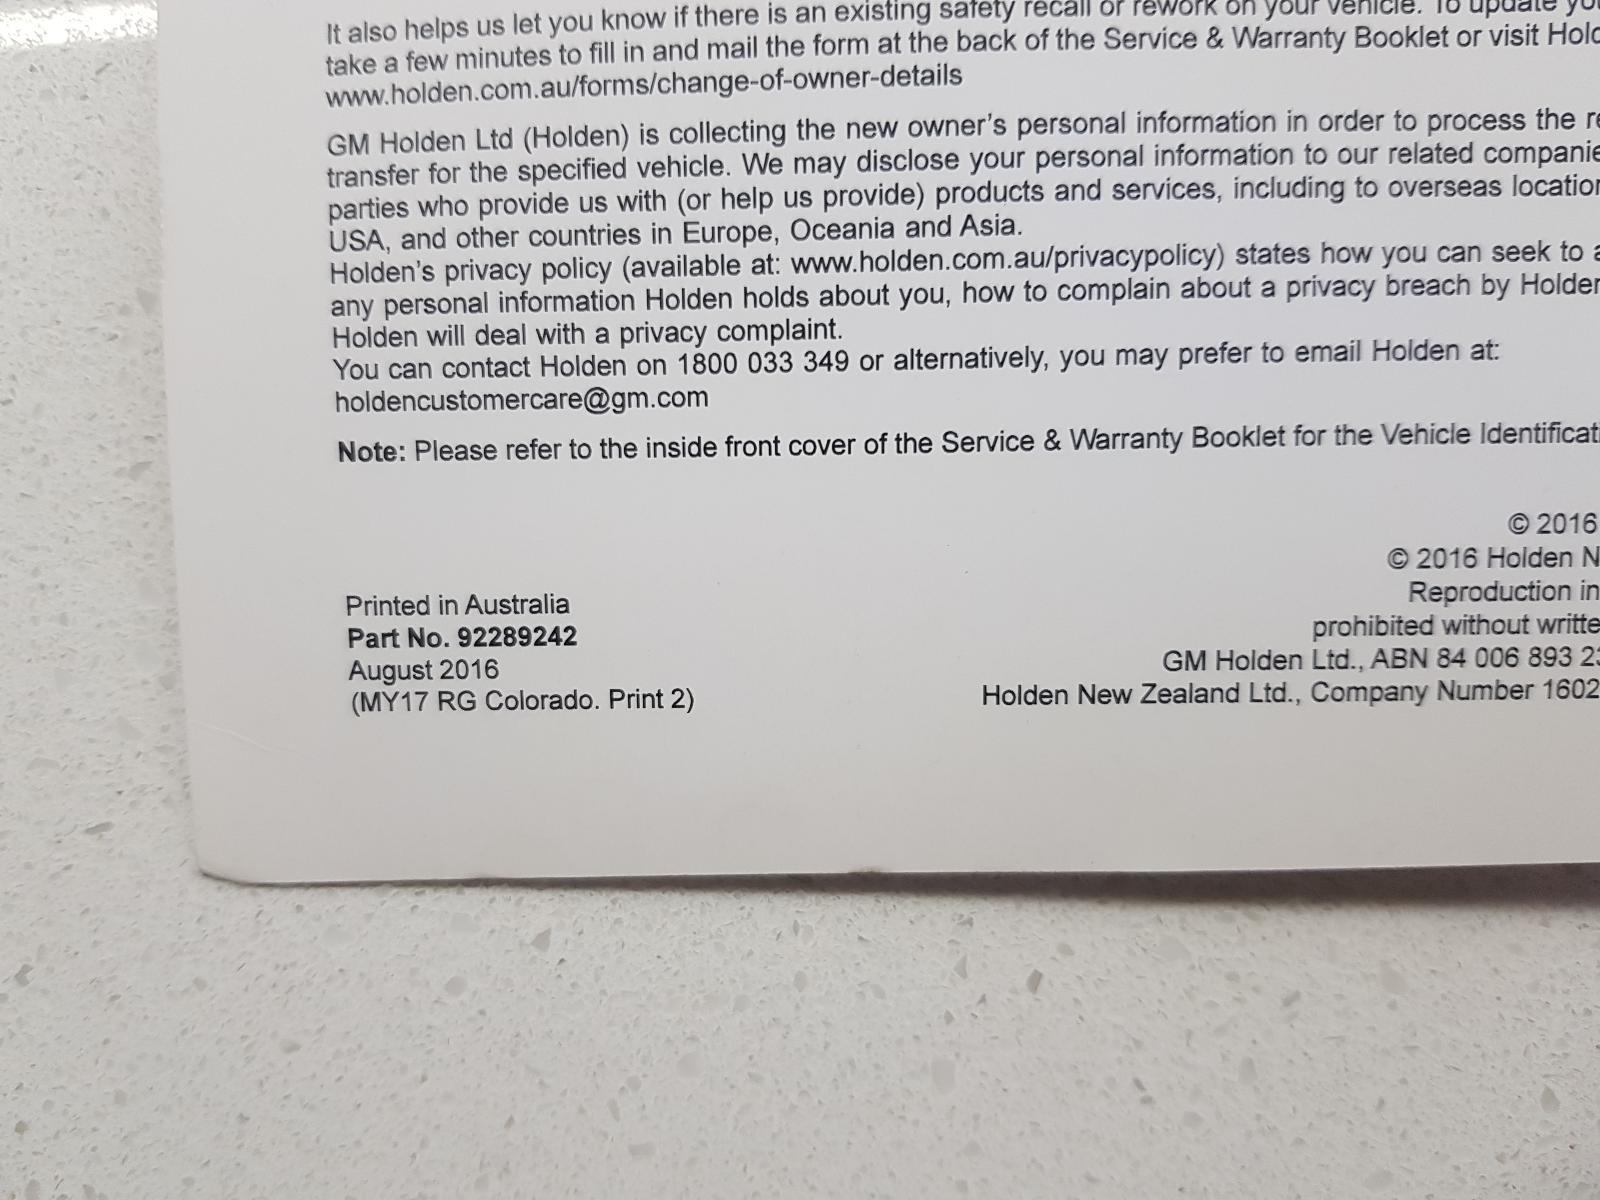 It also helps us let you know if there is an existing safety recall or rework on your vehicle. To update
take a few minutes to fill in and mail the form at the back of the Service & Warranty Booklet or visit
www.holden.com.au/forms/change-of-owner-details
GM Holden Ltd (Holden) is collecting the new owner's personal information in order to process the
transfer for the specified vehicle. We may disclose your personal information to our related
parties who provide us with (or help us provide) products and services, including to overseas
USA, and other countries in Europe, Oceania and Asia.
Holden's privacy policy (available at: www.holden.com.au/privacypolicy) states how you can seek to
any personal information Holden holds about you, how to complain about a privacy breach by Holden
Holden will deal with a privacy complaint.
You can contact Holden on 1800 033 349 or alternatively, you may prefer to email Holden at:
holdencustomercare@gm.com
Note: Please refer to the inside front cover of the Service & Warranty Booklet for the Vehicle
© 2016
© 2016 Holden
Reproduction in
prohibited without
GM Holden Ltd., ABN 84 006 893
Holden New Zealand Ltd., Company Number 1602
Printed in Australia
Part No. 92289242
August 2016
(MY17 RG Colorado. Print 2)